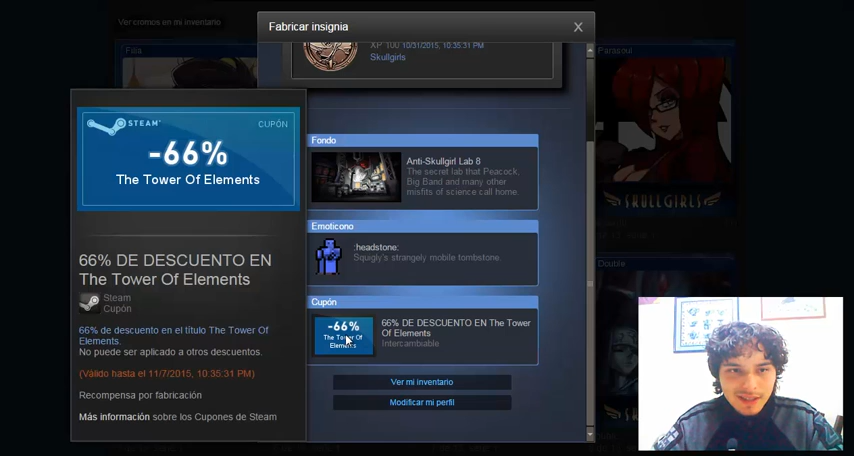 Ver cromos en mi inventario
Fabricar insignia
X
Filia
Parasoul
XP 100 10/31/2015, 10:35:31 PM
Skullgirls
STEAM
CUPÓN
-66%
The Tower Of Elements
66% DE DESCUENTO EN
The Tower Of Elements
Steam
Cupón
66% de descuento en el título The Tower Of
Elements.
No puede ser aplicado a otros descuentos.
(Válido hasta el 11/7/2015, 10:35:31 PM)
Recompensa por fabricación
Más información sobre los Cupones de Steam
Fondo
Anti-Skullgirl Lab 8
The secret lab that Peacock,
Big Band and many other
misfits of science call home.
Emoticono
:headstone:
Squigly's strangely mobile tombstone.
Cupón
-66%
The Tower Of
Elements
66% DE DESCUENTO EN The Tower
Of Elements
Intercambiable
Ver mi inventario
Modificar mi perfil
SKULLGIRLS
Double